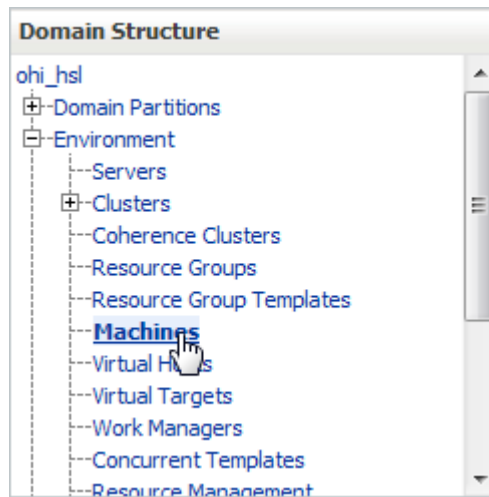 Domain Structure
ohi_hsl
Domain Partitions
Environment
Servers
Clusters
Coherence Clusters
Resource Groups
Resource Group Templates
Machines
Virtual Hosts
Virtual Targets
Work Managers
Concurrent Templates
Resource Management